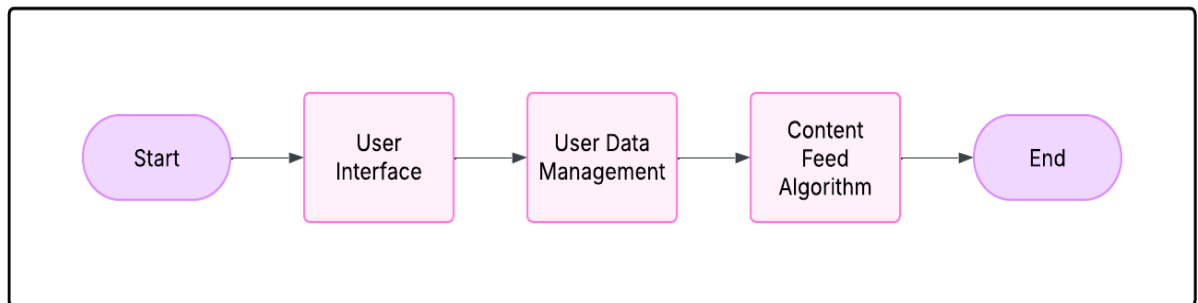 Start
User
Interface
User Data
Management
Content
Feed
Algorithm
End